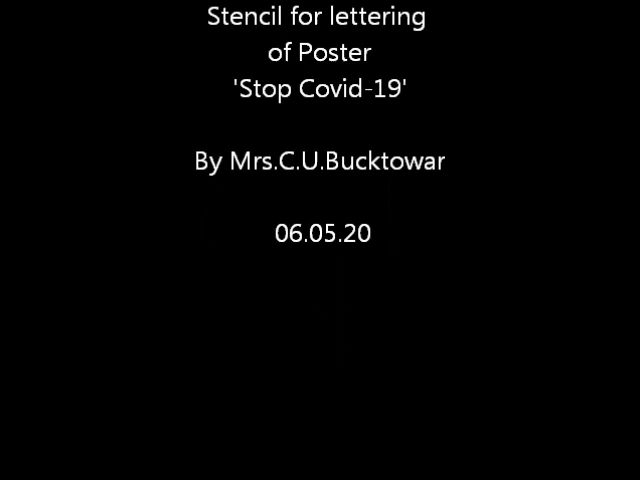 Stencil for lettering
of Poster
'Stop Covid-19'
By Mrs.C.U.Bucktowar
06.05.20